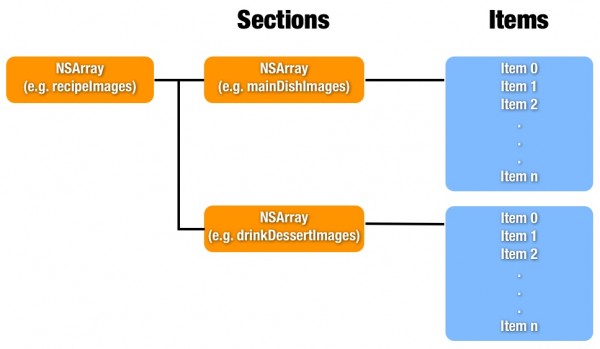 Sections
Items
NSArray
(e.g. recipeImages)
NSArray
(e.g. mainDishImages)
Item 0
Item 1
Item 2
.
.
.
Item n
NSArray
(e.g. drinkDessertImages)
Item 0
Item 1
Item 2
.
.
.
Item n